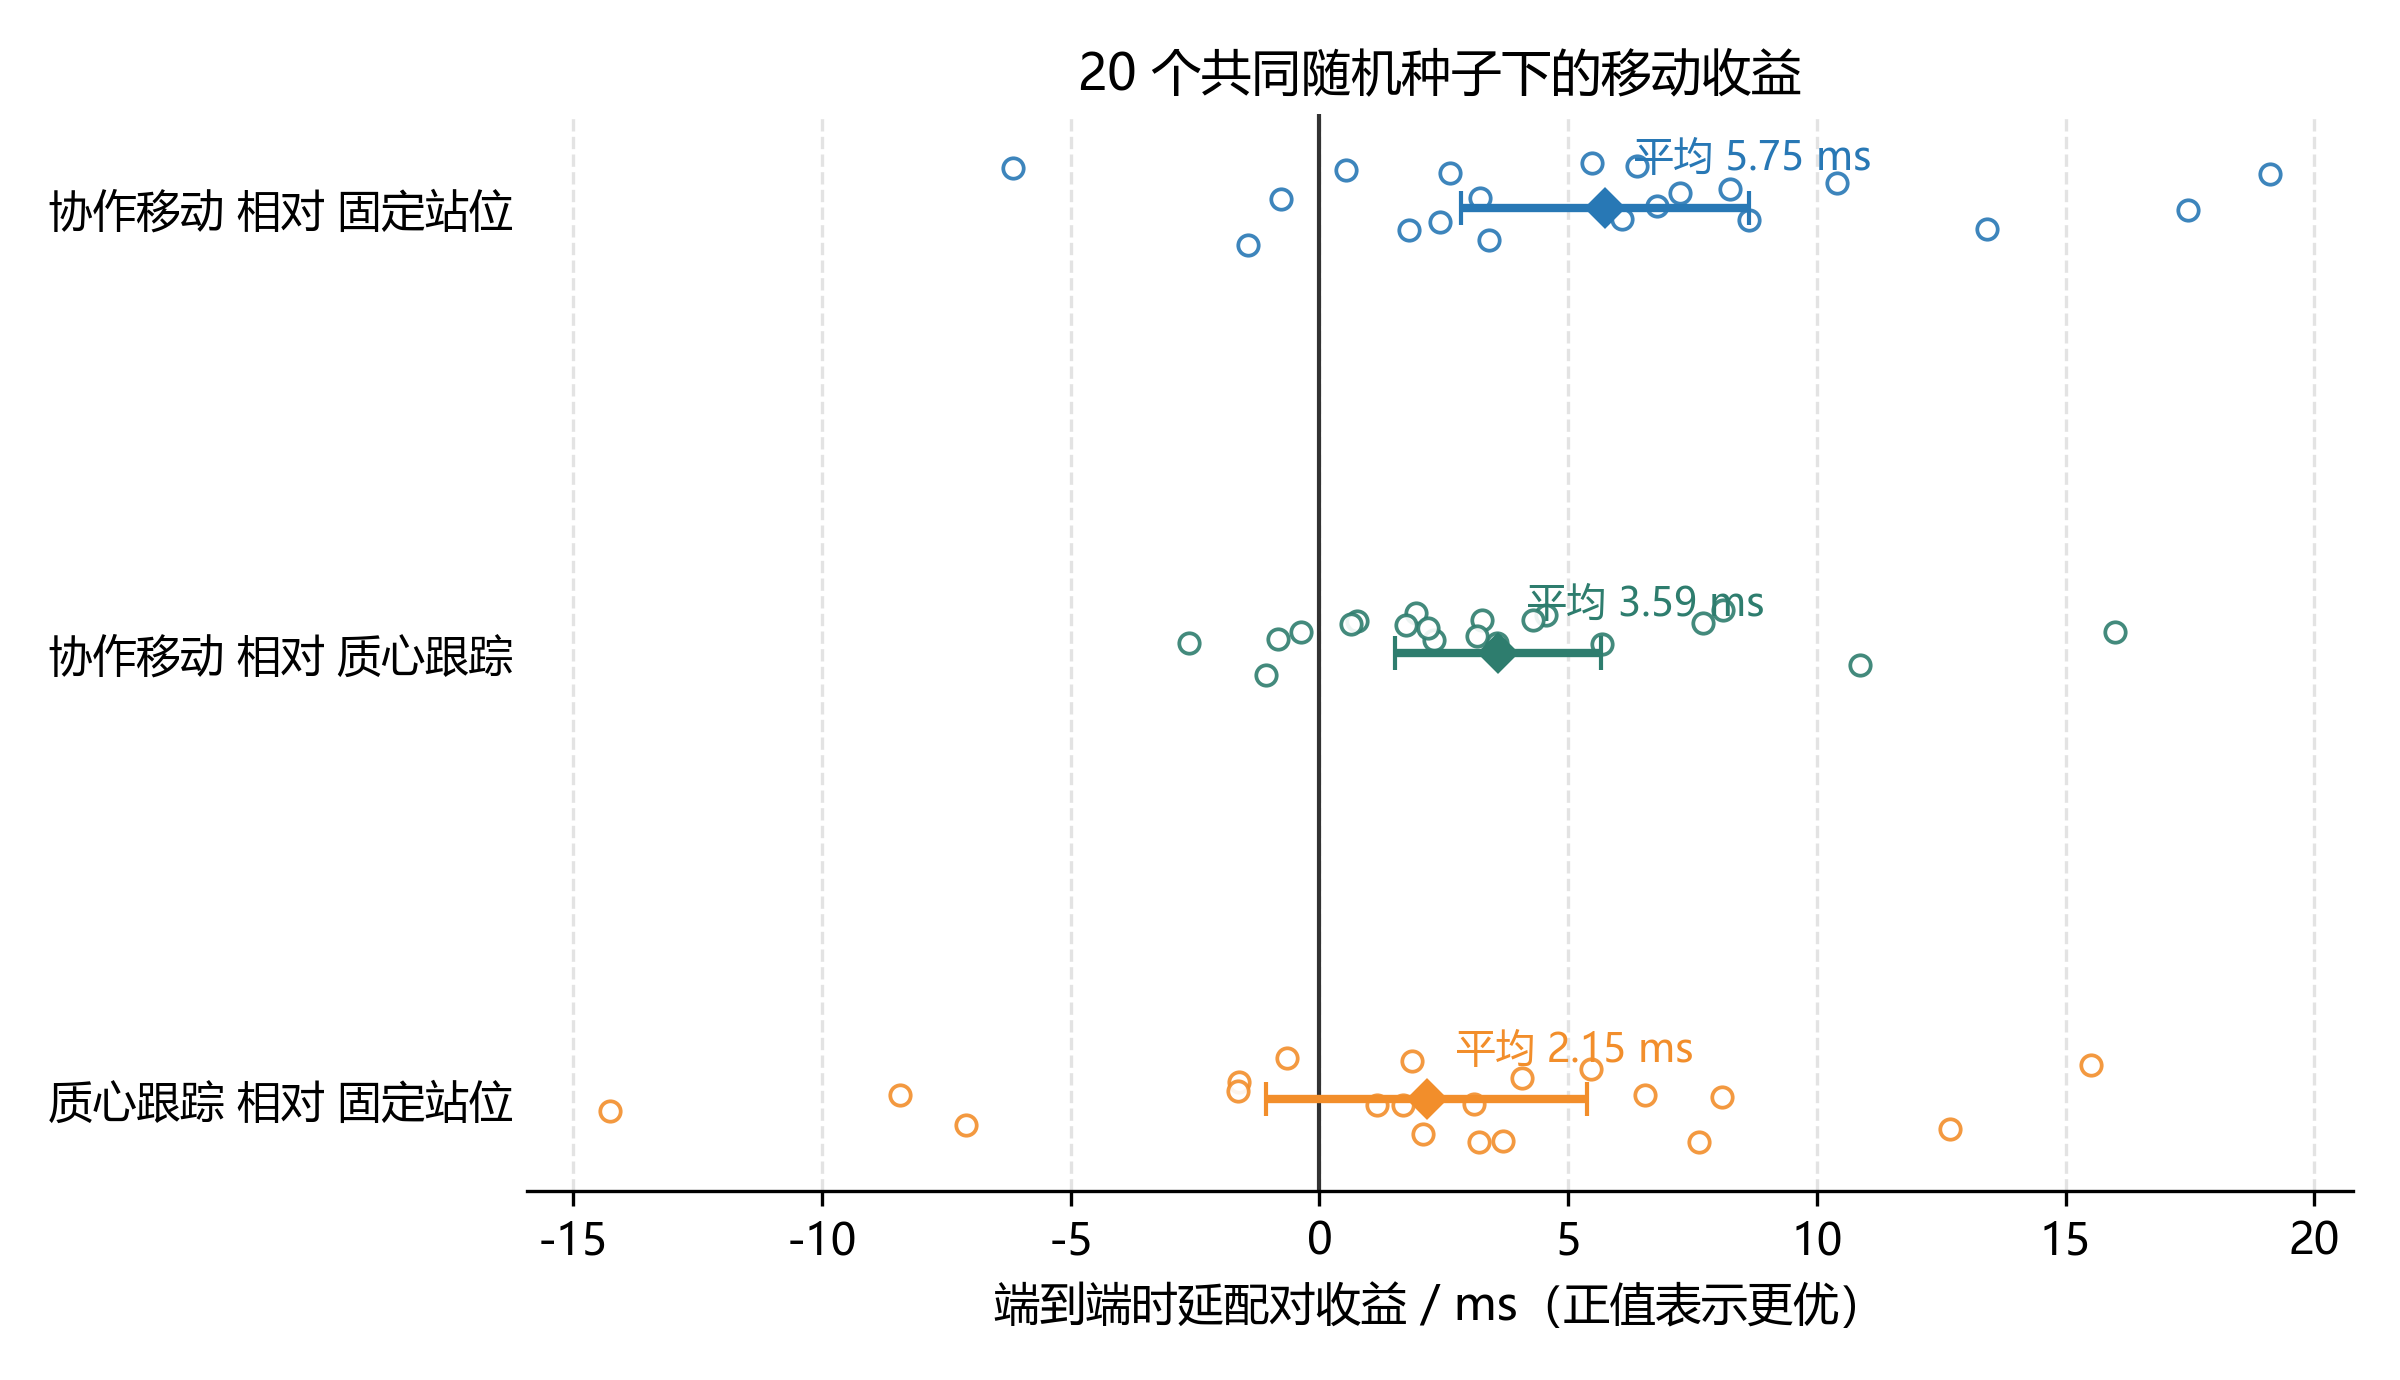 20 个共同随机种子下的移动收益
平均 5.75 ms
协作移动 相对 固定站位
平均 3.59 ms
协作移动 相对 质心跟踪
平均 2.15 ms
质心跟踪 相对 固定站位
-15 -10 -5 0 5 10 15 20
端到端时延配对收益 / ms（正值表示更优）